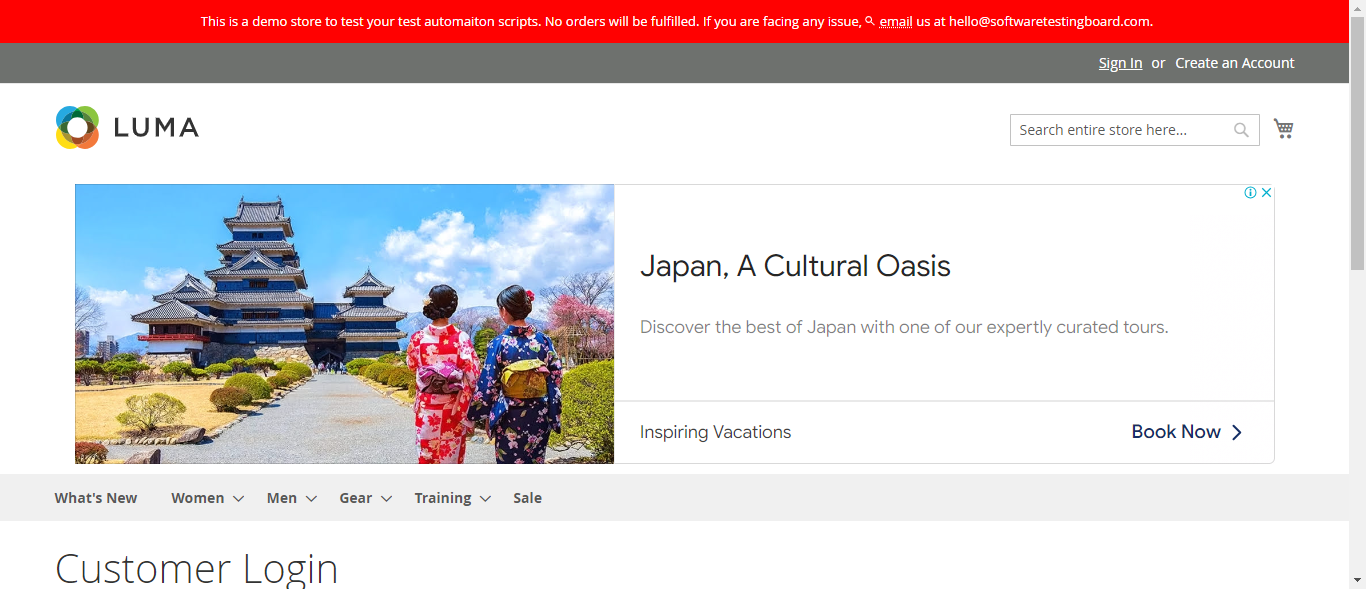 This is a demo store to test your test automaiton scripts. No orders will be fulfilled. If you are facing any issue, email us at hello@softwaretestingboard.com.
Sign In or Create an Account
LUMA
Search entire store here...
Japan, A Cultural Oasis
Discover the best of Japan with one of our expertly curated tours.
Inspiring Vacations
Book Now
What's New Women Men Gear Training Sale
Customer Login